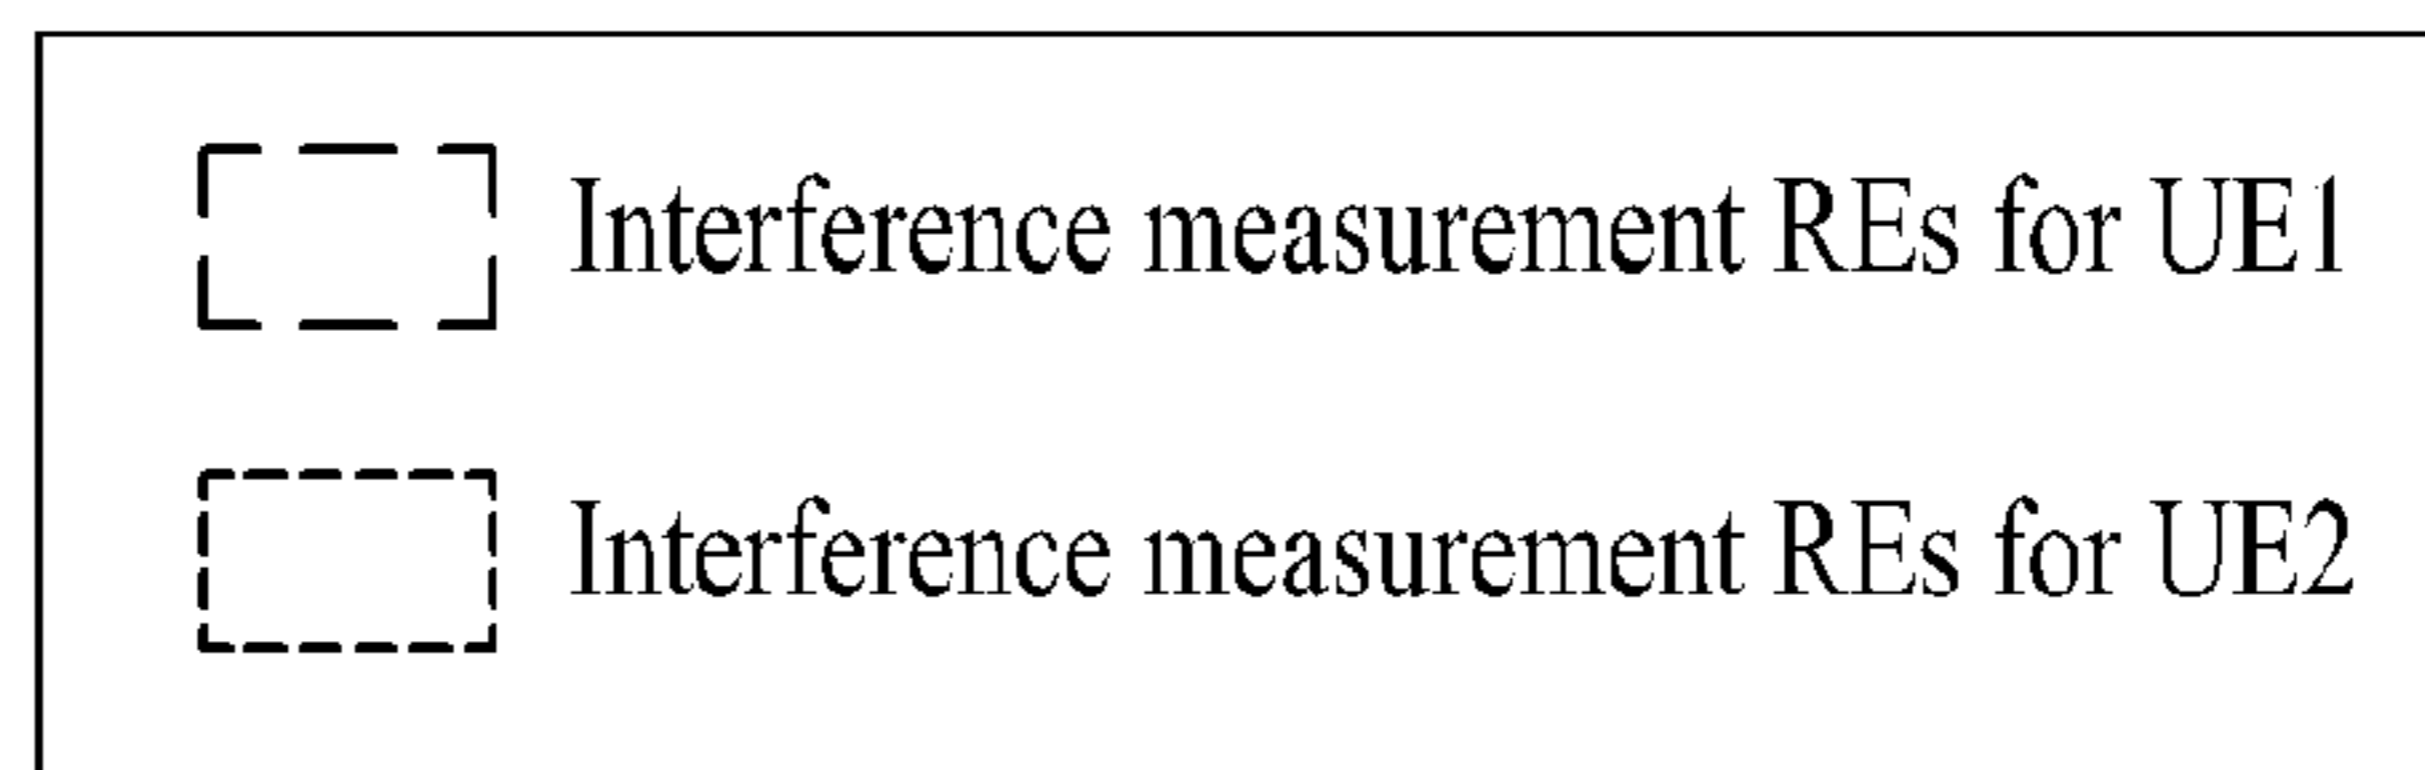 Interference measurement REs for UE1
Interference measurement REs for UE2